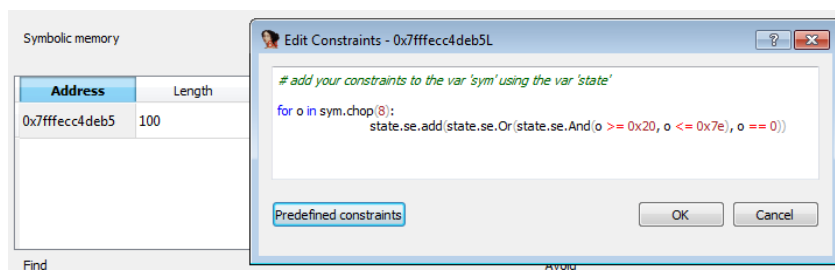 Symbolic memory
Address Length
0x7fffecc4deb5 100
Find
Edit Constraints - 0x7fffecc4deb5L
# add your constraints to the var 'sym' using the var 'state'
for o in sym.chop(8):
state.se.add(state.se.Or(state.se.And(o >= 0x20, o <= 0x7e), o == 0))
Predefined constraints OK Cancel
Avoid